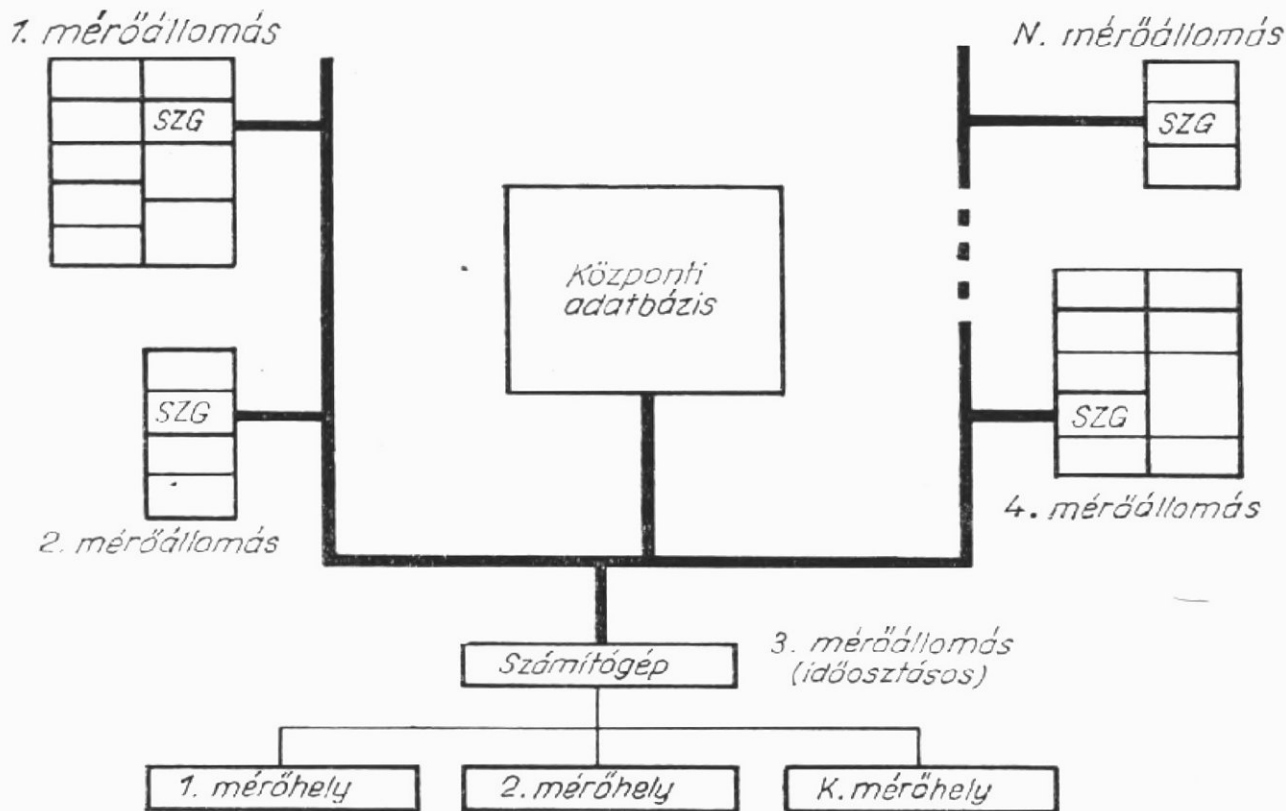 1. mérőállomás
N. mérőállomás
SZG
SZG
Központi
adatbázis
SZG
SZG
2. mérőállomás
4. mérőállomás
Számítógép
3. mérőállomás
(időosztásos)
1. mérőhely
2. mérőhely
K. mérőhely